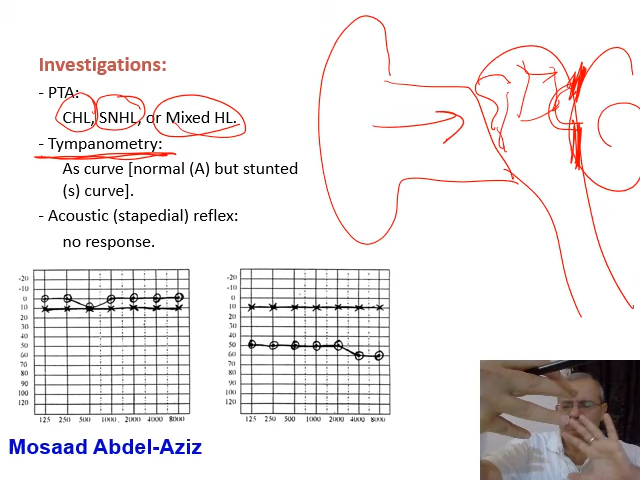 Investigations:
- PTA:
CHL, SNHL, or Mixed HL.
- Tympanometry:
As curve [normal (A) but stunted
(s) curve].
- Acoustic (stapedial) reflex:
no response.
-20
-10
0
10
20
30
40
50
60
70
80
90
100
110
120
125 250 500 1000 2000 4000 8000
-20
-10
0
10
20
30
40
50
60
70
80
90
100
110
120
125 250 500 1000 2000 4000 8000
Mosaad Abdel-Aziz